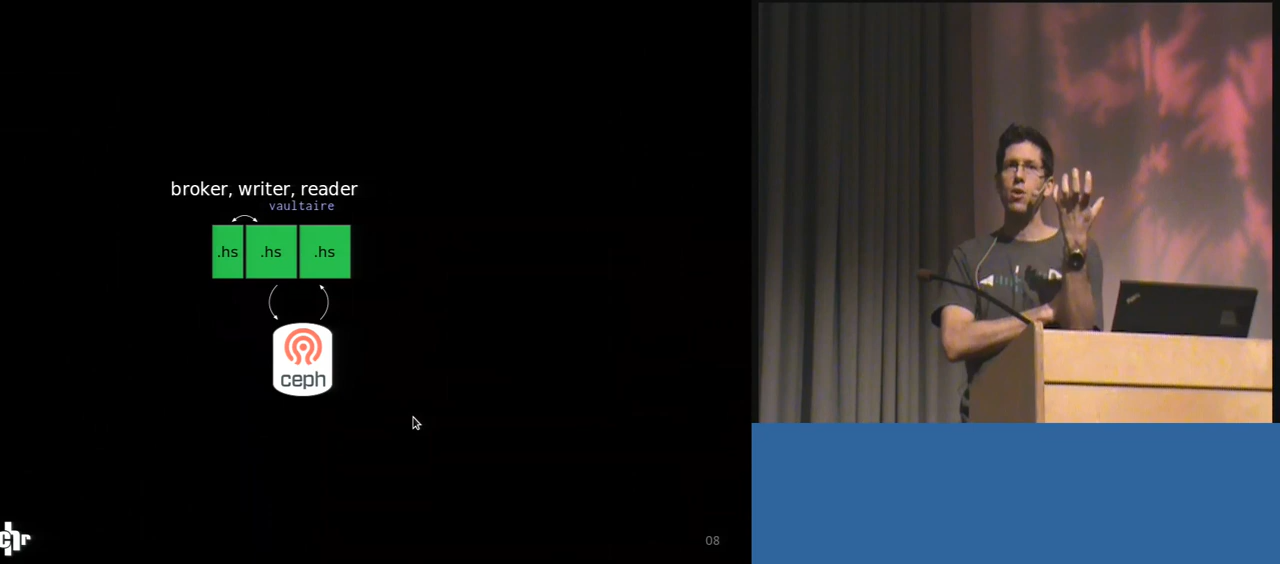 broker, writer, reader
vaultaire
.hs .hs .hs
ceph
08